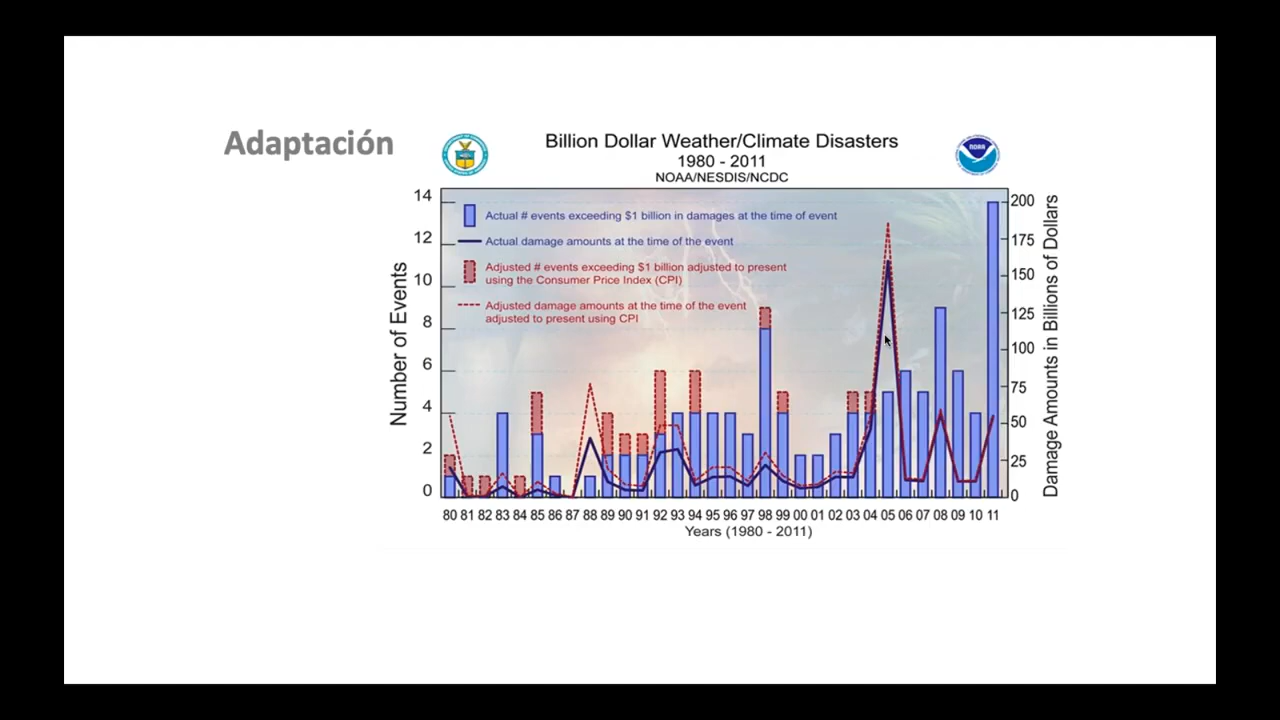 Adaptación
Billion Dollar Weather/Climate Disasters
1980 - 2011
NOAA/NESDIS/NCDC
NOAA
Number of Events
14
12
10
8
6
4
2
0
Actual # events exceeding $1 billion in damages at the time of event
Actual damage amounts at the time of the event
Adjusted # events exceeding $1 billion adjusted to present
using the Consumer Price Index (CPI)
Adjusted damage amounts at the time of the event
adjusted to present using CPI
200
175
150
125
100
75
50
25
0
Damage Amounts in Billions of Dollars
80 81 82 83 84 85 86 87 88 89 90 91 92 93 94 95 96 97 98 99 00 01 02 03 04 05 06 07 08 09 10 11
Years (1980 - 2011)